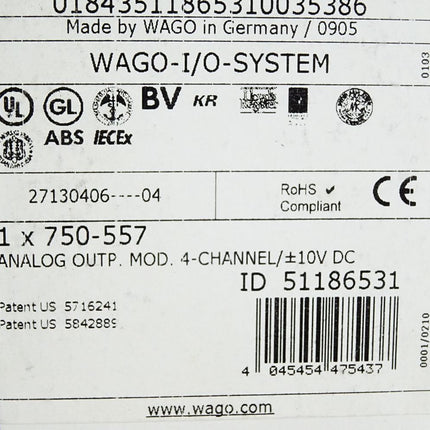 01843511865310035386
Made by WAGO in Germany / 0905
WAGO-I/O-SYSTEM
0103
UL GL BV KR
ABS IECEx
27130406----04
RoHS ✔
Compliant
CE
1 x 750-557
ANALOG OUTP. MOD. 4-CHANNEL/±10V DC
ID 51186531
Patent US 5716241
Patent US 5842889
4 045454 475437
0001/0210
www.wago.com